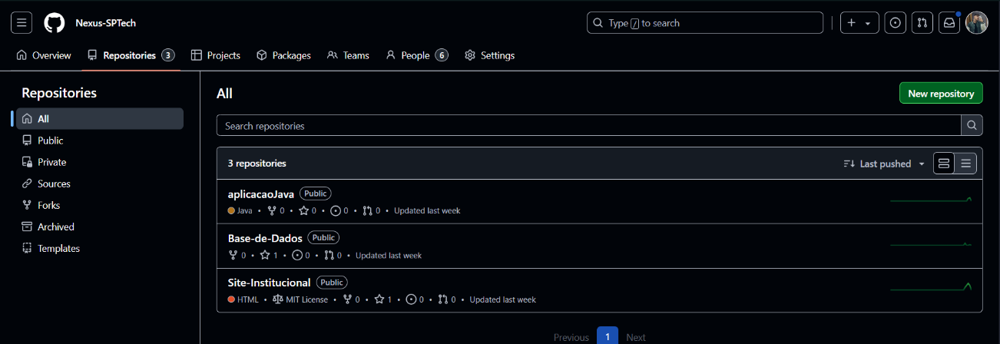 Nexus-SPTech
Type / to search
Overview
Repositories 3
Projects
Packages
Teams
People 6
Settings
Repositories
All
Public
Private
Sources
Forks
Archived
Templates
All
New repository
Search repositories
3 repositories
Last pushed
aplicacaoJava Public
Java • 0 • 0 • 0 • 0 • Updated last week
Base-de-Dados Public
0 • 1 • 0 • 0 • Updated last week
Site-Institucional Public
HTML • MIT License • 0 • 1 • 0 • 0 • Updated last week
Previous 1 Next